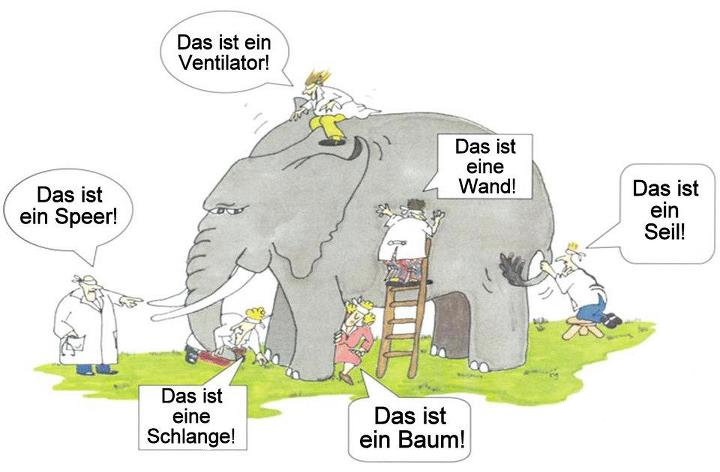 Das ist ein
Ventilator!
Das ist
eine
Wand!
Das ist
ein
Seil!
Das ist
ein Speer!
Das ist
eine
Schlange!
Das ist
ein Baum!